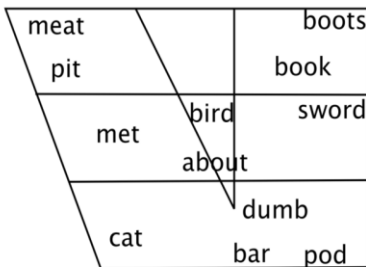 meat boots
pit book
bird sword
met
about
dumb
cat
bar pod